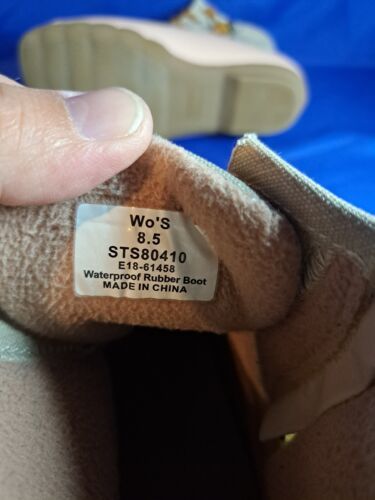 Wo'S
8.5
STS80410
E18-61458
Waterproof Rubber Boot
MADE IN CHINA